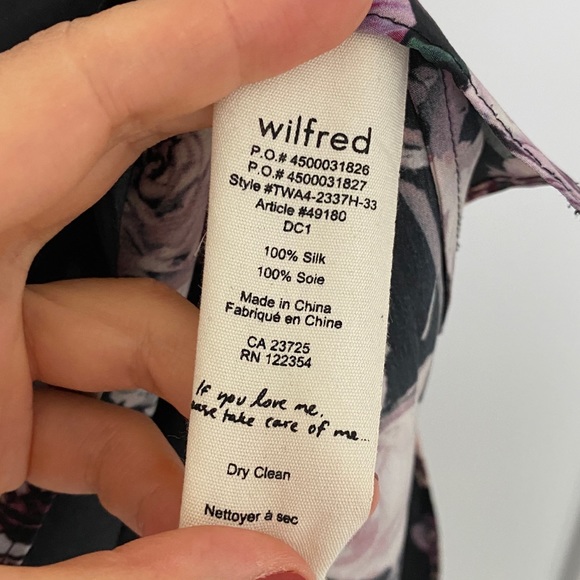 wilfred
P.O.# 4500031826
P.O.# 4500031827
Style #TWA4-2337H-33
Article #49180
DC1
100% Silk
100% Soie
Made in China
Fabriqué en Chine
CA 23725
RN 122354
If you love me,
ease take care of me...
Dry Clean
Nettoyer à sec